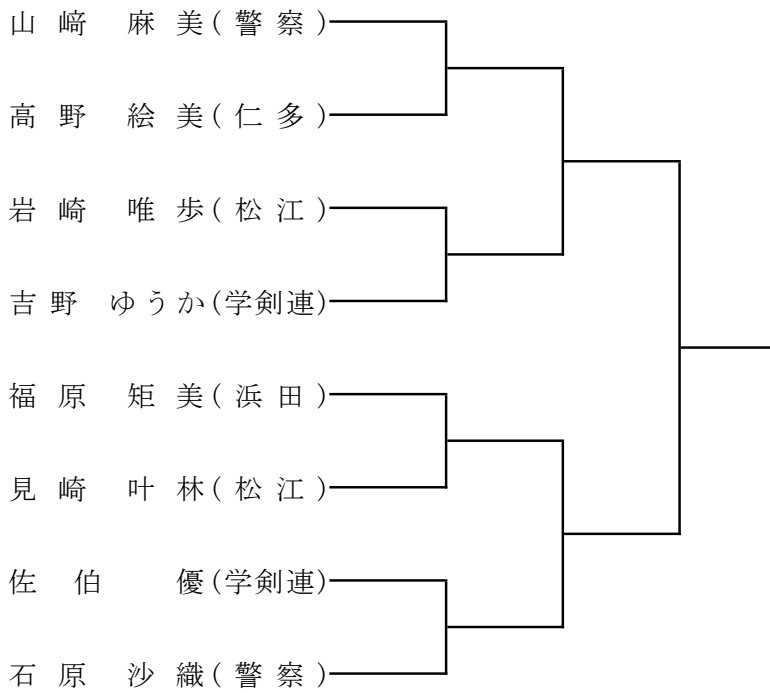 山﨑 麻美(警察)
高野 絵美(仁多)
岩崎 唯歩(松江)
吉野 ゆうか(学剣連)
福原 矩美(浜田)
見崎 叶林(松江)
佐伯 優(学剣連)
石原 沙織(警察)